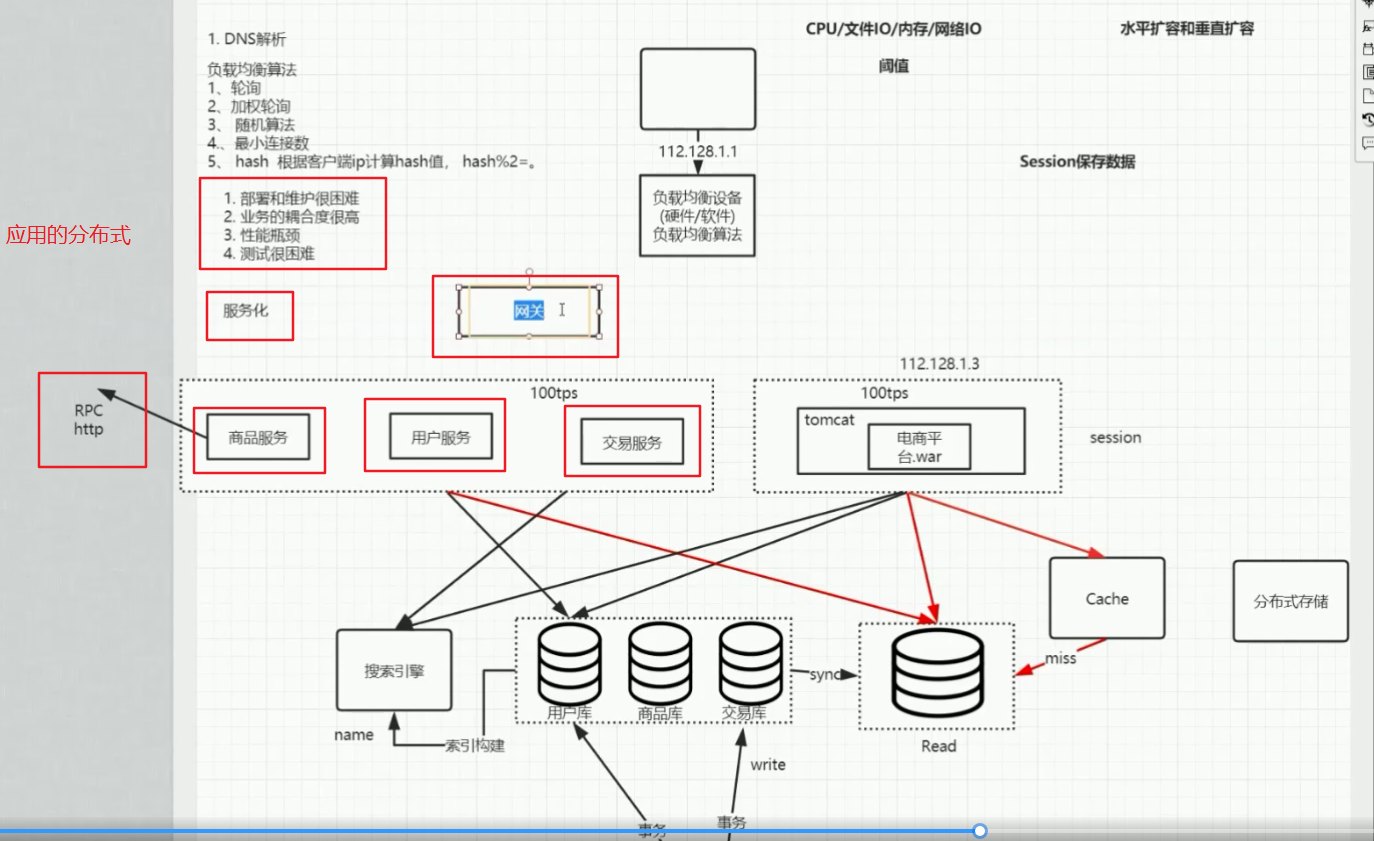 CPU/文件IO/内存/网络IO
水平扩容和垂直扩容
1. DNS解析
阈值
负载均衡算法
1、轮询
2、加权轮询
3、 随机算法
4.、最小连接数
5、 hash 根据客户端ip计算hash值， hash%2=。
112.128.1.1
Session保存数据
负载均衡设备
(硬件/软件)
负载均衡算法
1. 部署和维护很困难
2. 业务的耦合度很高
3. 性能瓶颈
4. 测试很困难
应用的分布式
服务化
网关
112.128.1.3
100tps
100tps
RPC
http
商品服务
用户服务
交易服务
tomcat
电商平
台.war
session
Cache
分布式存储
搜索引擎
miss
sync
用户库
商品库
交易库
name
索引构建
Read
write
事务
事务